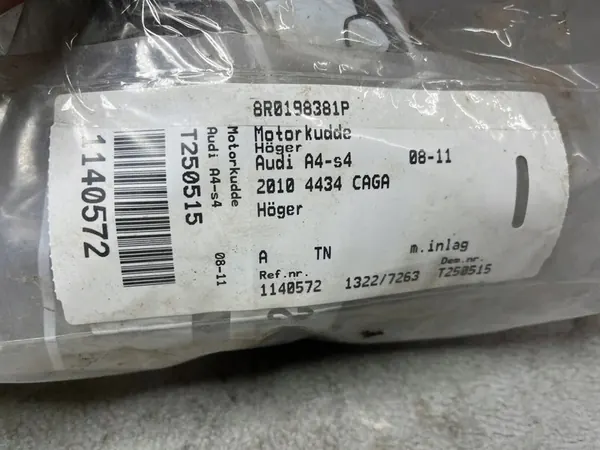 8R0198381P
Motorkudde
Höger
Audi A4-s4 08-11
2010 4434 CAGA
Höger
A TN m.inlag
Ref.nr. Dem.nr.
1140572 1322/7263 T250515
Motorkudde
Audi A4-s4 08-11
T250515
1140572